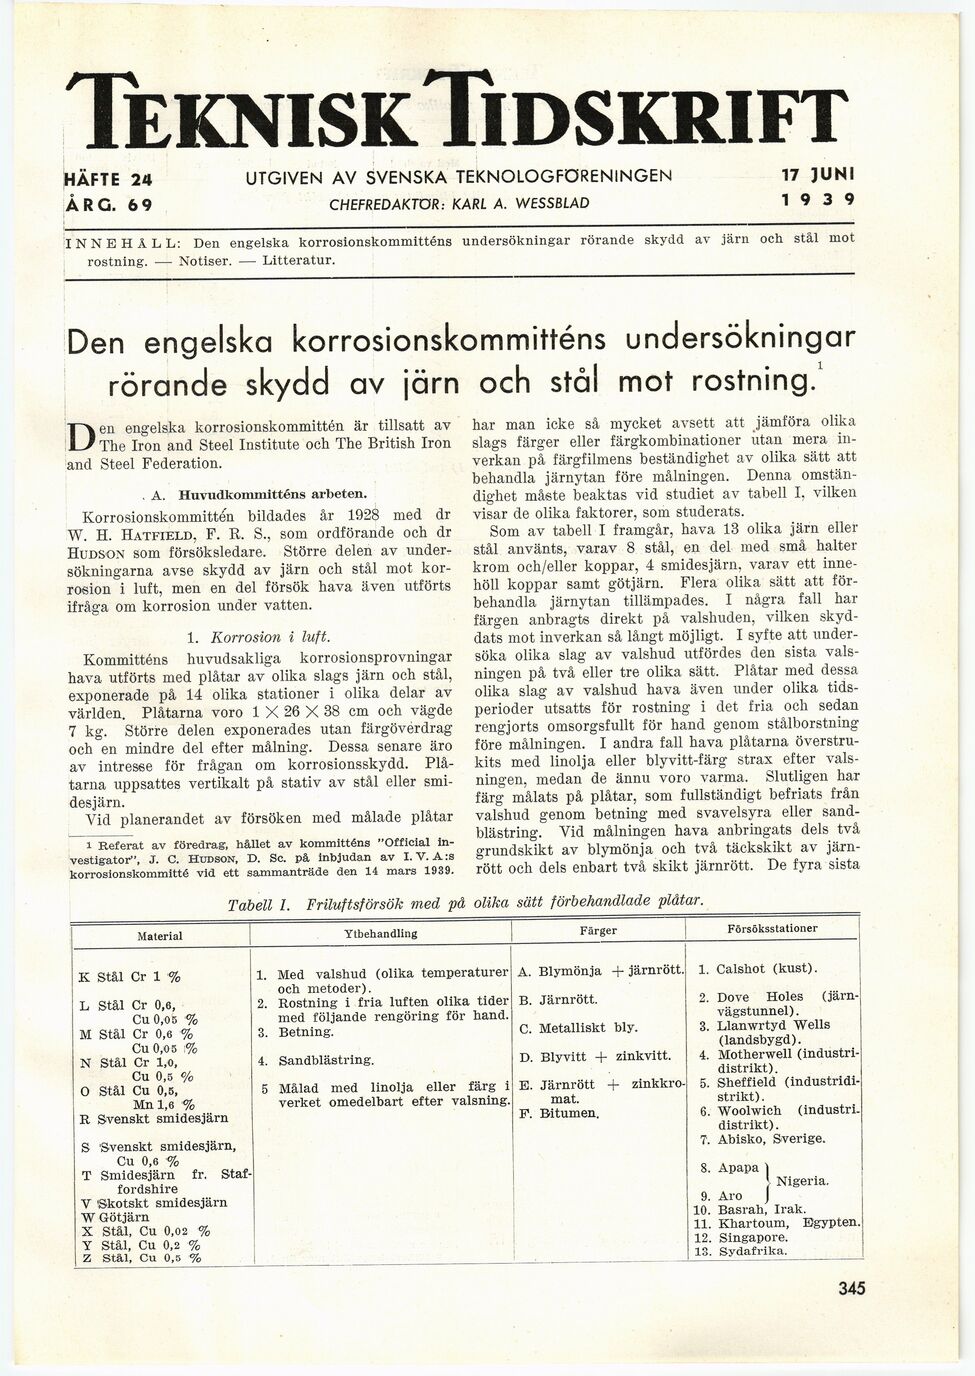 TEKNISK TIDSKRIFT
HÄFTE 24
ÅRG. 69
UTGIVEN AV SVENSKA TEKNOLOGFÖRENINGEN
CHEFREDAKTÖR: KARL A. WESSBLAD
17 JUNI
1 9 3 9
INNEHÅLL: Den engelska korrosionskommitténs undersökningar rörande skydd av järn och stål mot
rostning. — Notiser. — Litteratur.
Den engelska korrosionskommitténs undersökningar
rörande skydd av järn och stål mot rostning.1
Den engelska korrosionskommittén är tillsatt av
The Iron and Steel Institute och The British Iron
and Steel Federation.
A. Huvudkommitténs arbeten.
Korrosionskommittén bildades år 1928 med dr
W. H. HATFIELD, F. R. S., som ordförande och dr
HUDSON som försöksledare. Större delen av under-
sökningarna avse skydd av järn och stål mot kor-
rosion i luft, men en del försök hava även utförts
ifråga om korrosion under vatten.
1. Korrosion i luft.
Kommitténs huvudsakliga korrosionsprovningar
hava utförts med plåtar av olika slags järn och stål,
exponerade på 14 olika stationer i olika delar av
världen. Plåtarna voro 1 × 26 × 38 cm och vägde
7 kg. Större delen exponerades utan färgöverdrag
och en mindre del efter målning. Dessa senare äro
av intresse för frågan om korrosionsskydd. Plå-
tarna uppsattes vertikalt på stativ av stål eller smi-
desjärn.
Vid planerandet av försöken med målade plåtar
1 Referat av föredrag, hållet av kommitténs "Official in-
vestigator", J. C. HUDSON, D. Sc. på inbjudan av I. V. A:s
korrosionskommitté vid ett sammanträde den 14 mars 1939.
har man icke så mycket avsett att jämföra olika
slags färger eller färgkombinationer utan mera in-
verkan på färgfilmens beständighet av olika sätt att
behandla järnytan före målningen. Denna omstän-
dighet måste beaktas vid studiet av tabell I, vilken
visar de olika faktorer, som studerats.
Som av tabell I framgår, hava 13 olika järn eller
stål använts, varav 8 stål, en del med små halter
krom och/eller koppar, 4 smidesjärn, varav ett inne-
höll koppar samt götjärn. Flera olika sätt att för-
behandla järnytan tillämpades. I några fall har
färgen anbragts direkt på valshuden, vilken skyd-
dats mot inverkan så långt möjligt. I syfte att under-
söka olika slag av valshud utfördes den sista vals-
ningen på två eller tre olika sätt. Plåtar med dessa
olika slag av valshud hava även under olika tids-
perioder utsatts för rostning i det fria och sedan
rengjorts omsorgsfullt för hand genom stålborstning
före målningen. I andra fall hava plåtarna överstru-
kits med linolja eller blyvitt-färg strax efter vals-
ningen, medan de ännu voro varma. Slutligen har
färg målats på plåtar, som fullständigt befriats från
valshud genom betning med svavelsyra eller sand-
blästring. Vid målningen hava anbringats dels två
grundskikt av blymönja och två täckskikt av järn-
rött och dels enbart två skikt järnrött. De fyra sista
Tabell I. Friluftsförsök med på olika sätt förbehandlade plåtar.
Material
K Stål Cr 1 %
L Stål Cr 0,6,
Cu 0,05 %
M Stål Cr 0,6 %
Cu 0,05 %
N Stål Cr 1,0,
Cu 0,5 %
O Stål Cu 0,5,
Mn 1,6 %
R Svenskt smidesjärn
S Svenskt smidesjärn,
Cu 0,6 %
T Smidesjärn fr. Staf-
fordshire
V Skotskt smidesjärn
W Götjärn
X Stål, Cu 0,02 %
Y Stål, Cu 0,2 %
Z Stål, Cu 0,5 %
Ytbehandling
1. Med valshud (olika temperaturer
och metoder).
2. Rostning i fria luften olika tider
med följande rengöring för hand.
3. Betning.
4. Sandblästring.
5 Målad med linolja eller färg i
verket omedelbart efter valsning.
Färger
A. Blymönja + järnrött.
B. Järnrött.
C. Metalliskt bly.
D. Blyvitt + zinkvitt.
E. Järnrött + zinkkro-
mat.
F. Bitumen.
Försöksstationer
1. Calshot (kust).
2. Dove Holes (järn-
vägstunnel).
3. Llanwrtyd Wells
(landsbygd).
4. Motherwell (industri-
distrikt).
5. Sheffield (industridi-
strikt).
6. Woolwich (industri-
distrikt).
7. Abisko, Sverige.
8. Apapa
Nigeria.
9. Aro
10. Basrah, Irak.
11. Khartoum, Egypten.
12. Singapore.
13. Sydafrika.
345